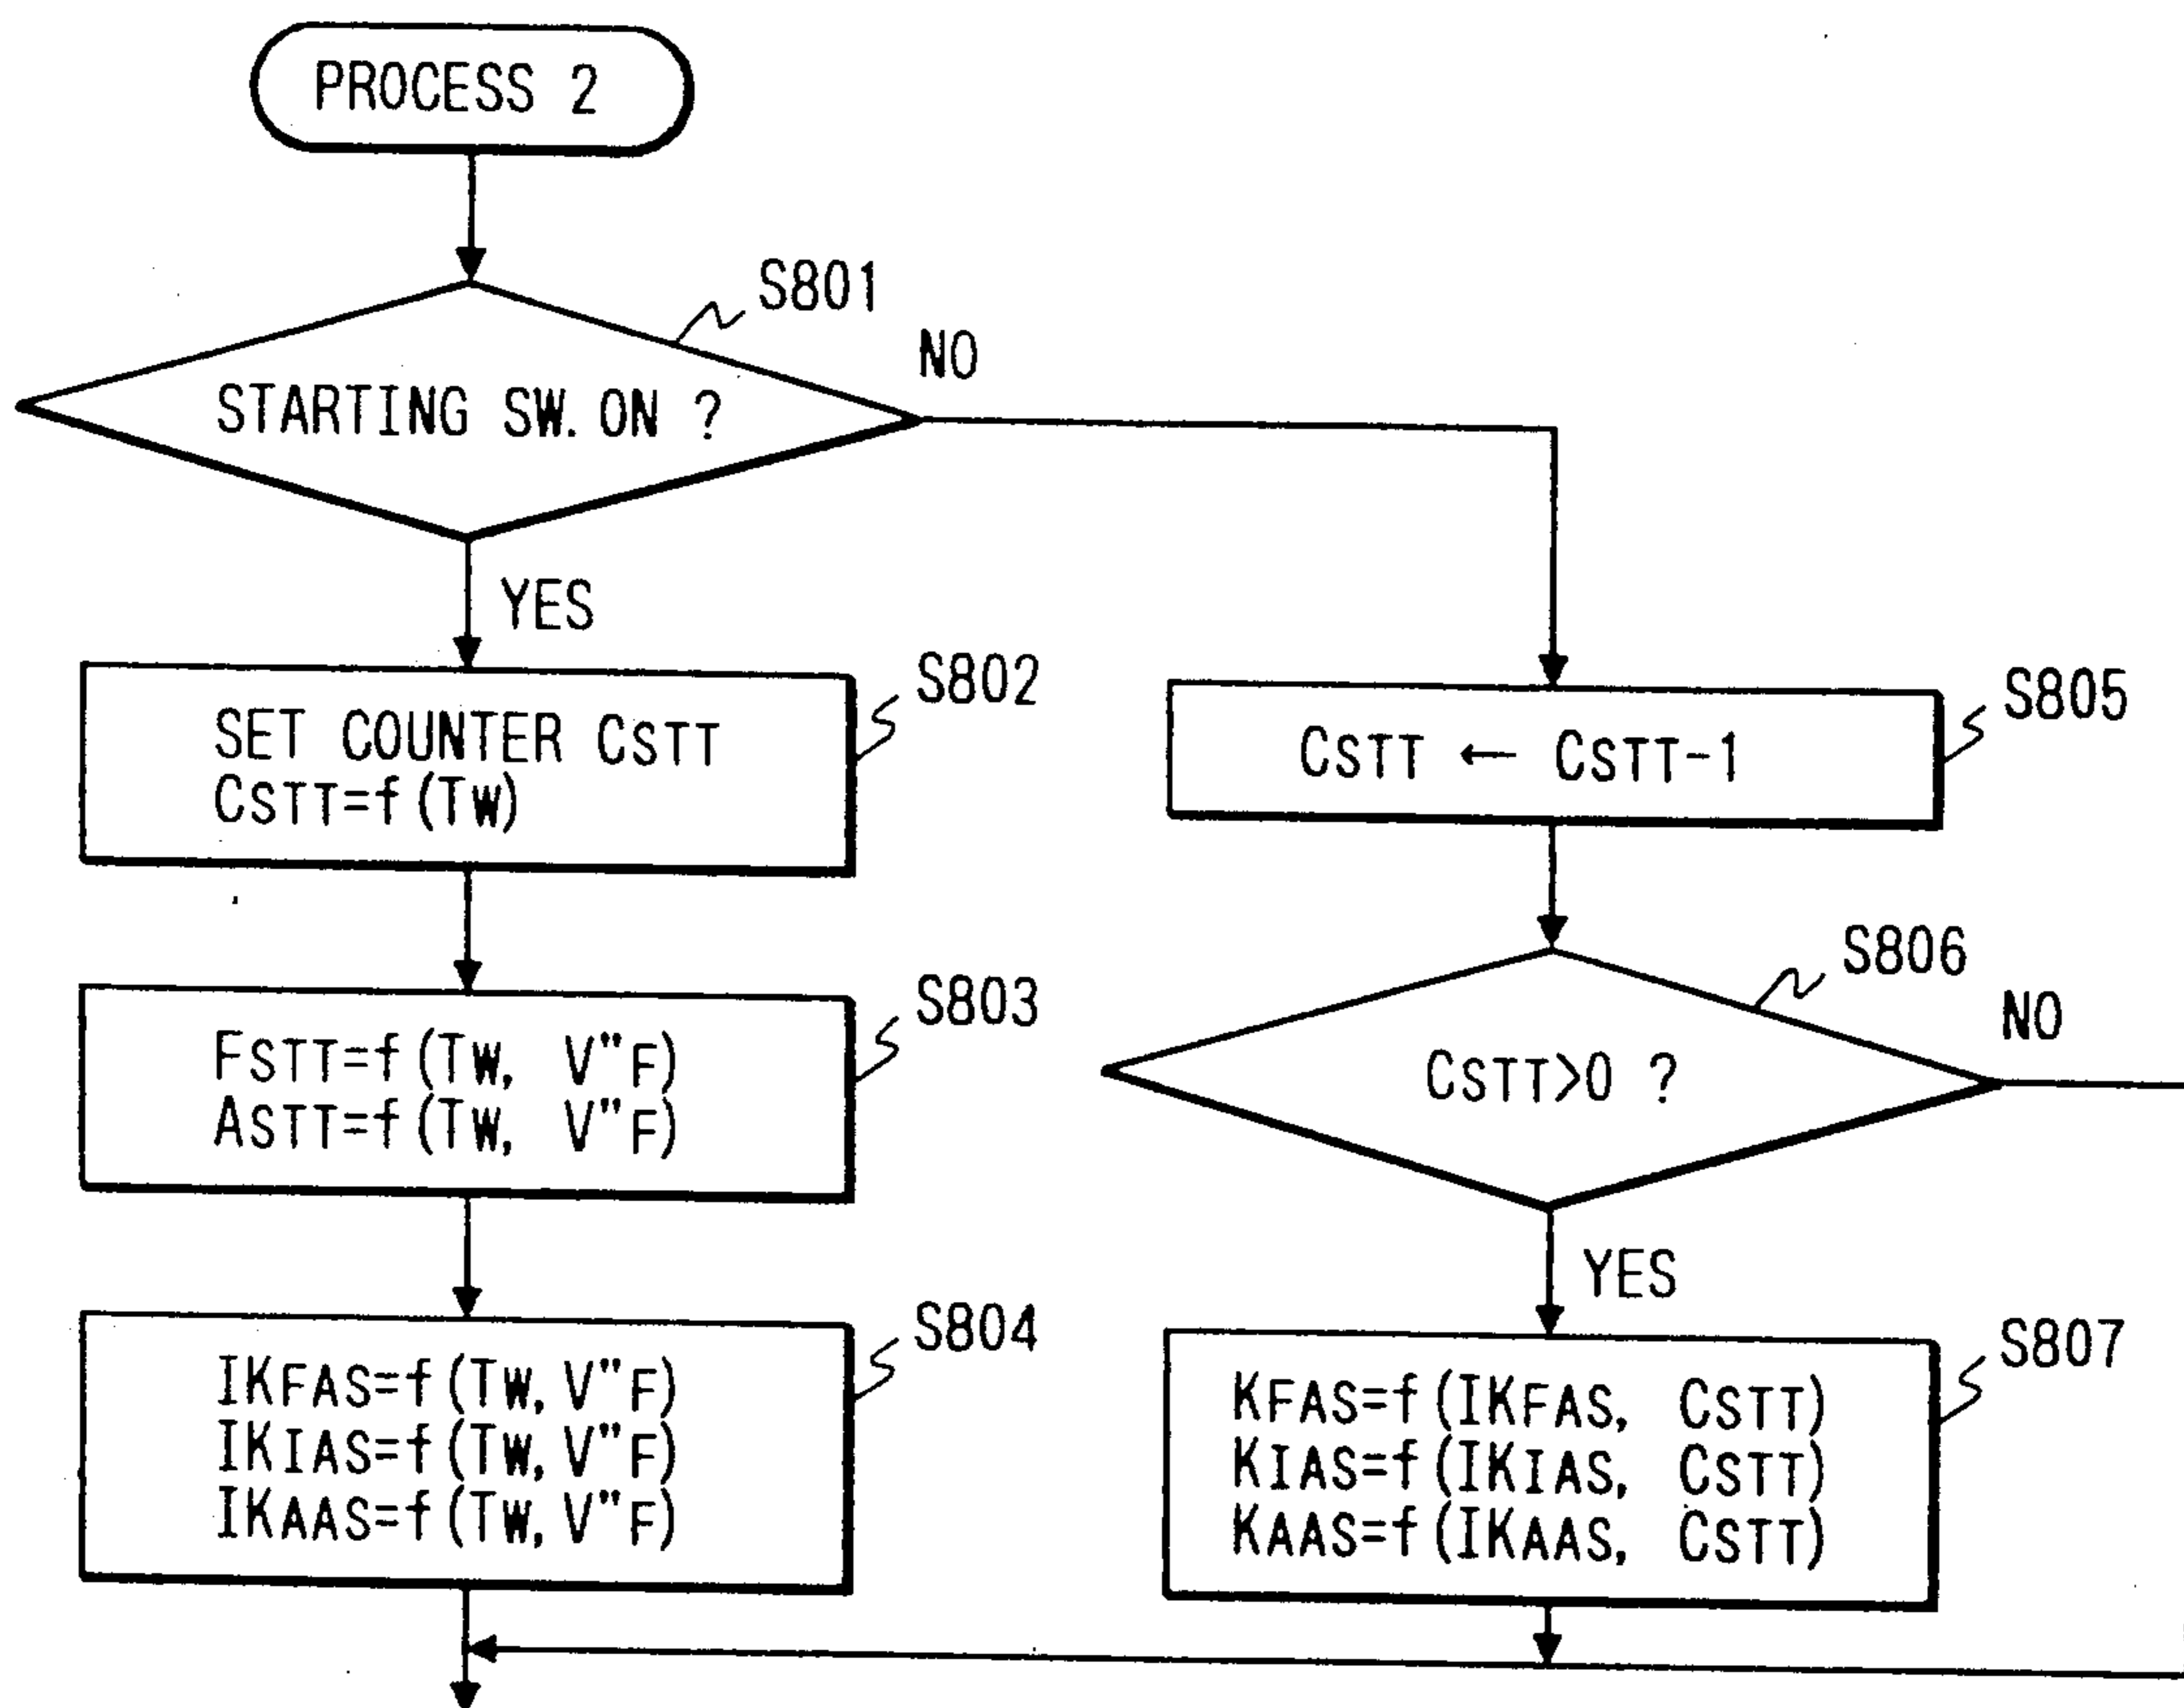 PROCESS 2
S801
STARTING SW. ON ?
NO
YES
S802
SET COUNTER CSTT
CSTT=f(TW)
S803
FSTT=f(TW, V"F)
ASTT=f(TW, V"F)
S804
IKFAS=f(TW, V"F)
IKIAS=f(TW, V"F)
IKAAS=f(TW, V"F)
S805
CSTT ← CSTT-1
S806
CSTT>0 ?
NO
YES
S807
KFAS=f(IKFAS, CSTT)
KIAS=f(IKIAS, CSTT)
KAAS=f(IKAAS, CSTT)